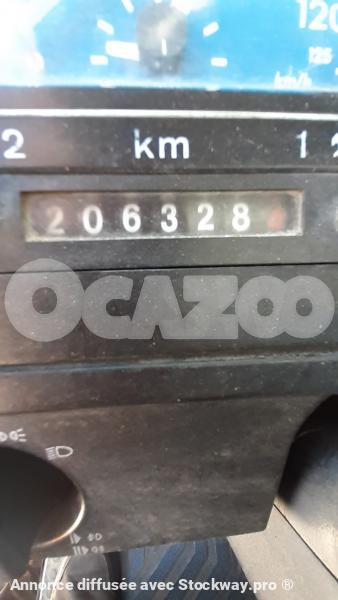 120
125
km/h
2 km 1 2
206328
OCAZOO
Annonce diffusée avec Stockway.pro ®